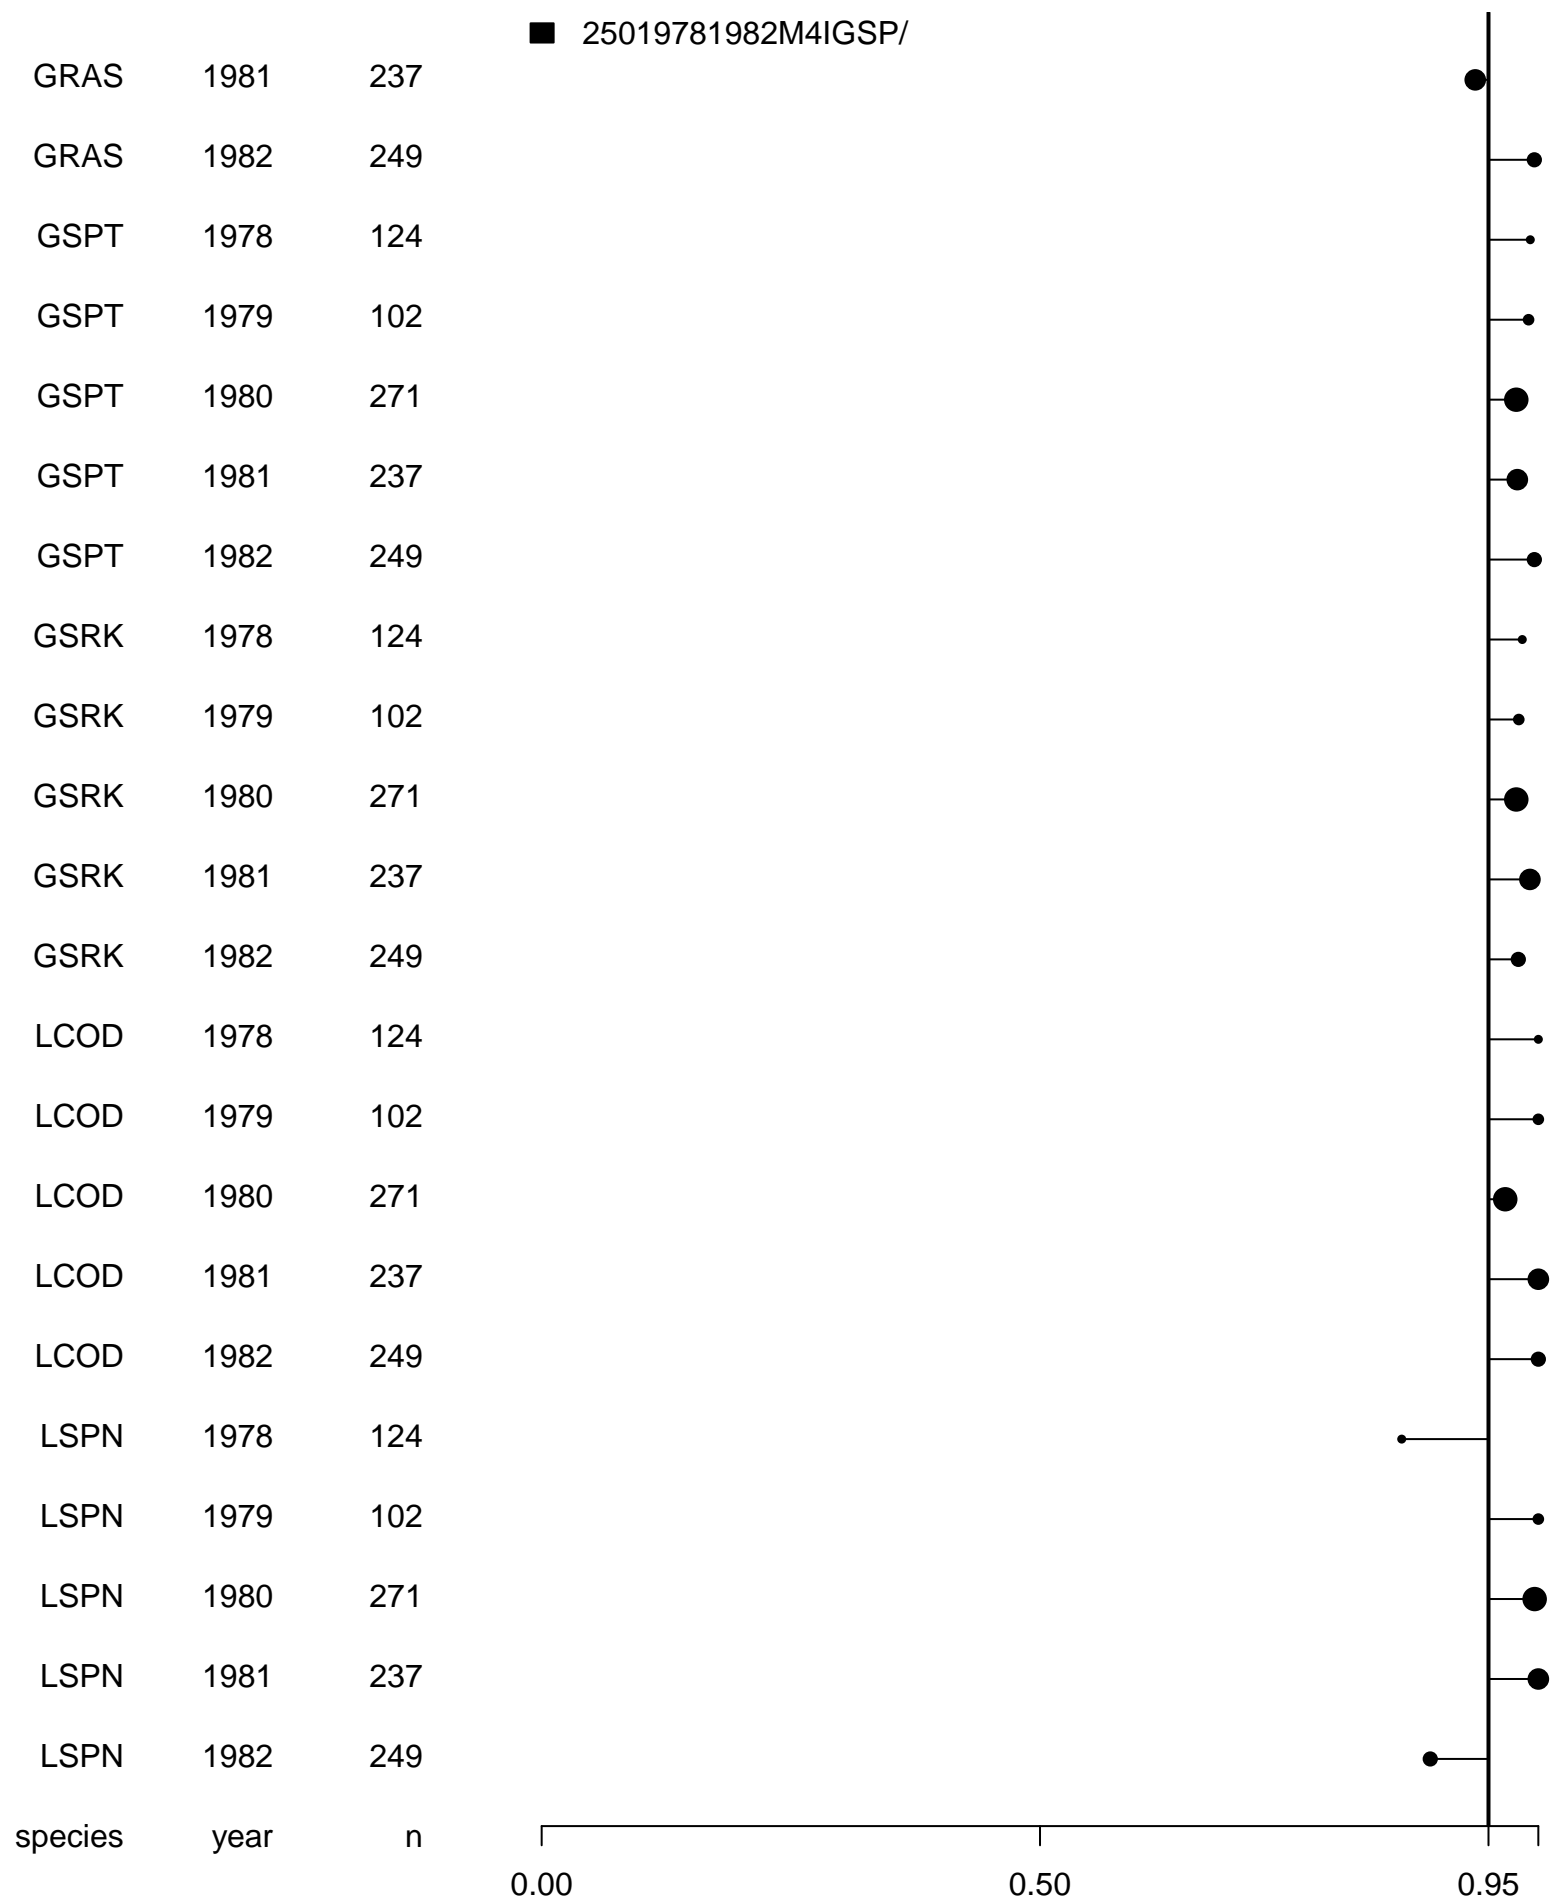 25019781982M4IGSP/
GRAS 1981 237
GRAS 1982 249
GSPT 1978 124
GSPT 1979 102
GSPT 1980 271
GSPT 1981 237
GSPT 1982 249
GSRK 1978 124
GSRK 1979 102
GSRK 1980 271
GSRK 1981 237
GSRK 1982 249
LCOD 1978 124
LCOD 1979 102
LCOD 1980 271
LCOD 1981 237
LCOD 1982 249
LSPN 1978 124
LSPN 1979 102
LSPN 1980 271
LSPN 1981 237
LSPN 1982 249
species year n
0.00 0.50 0.95